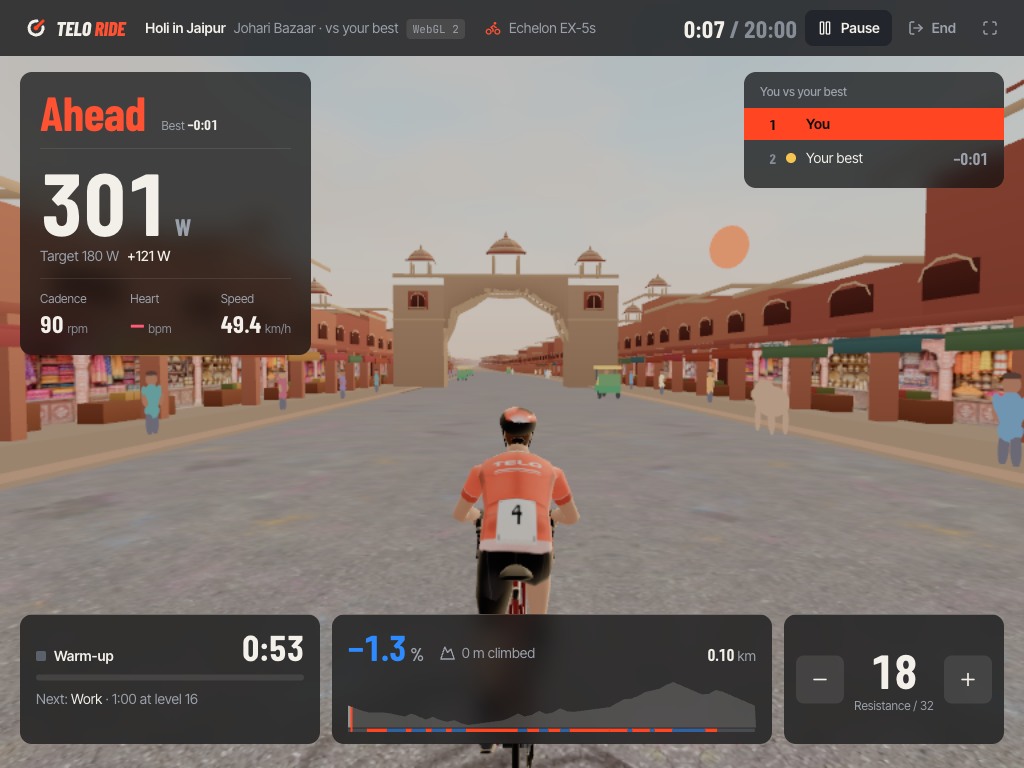 TELO RIDE Holi in Jaipur Johari Bazaar · vs your best WebGL 2 Echelon EX-5s 0:07 / 20:00 Pause End
Ahead Best −0:01
301 W
Target 180 W +121 W
Cadence Heart Speed
90 rpm – bpm 49.4 km/h
You vs your best
1 You
2 Your best −0:01
TELO
4
Warm-up 0:53
Next: Work · 1:00 at level 16
−1.3 % 0 m climbed 0.10 km
− 18 +
Resistance / 32